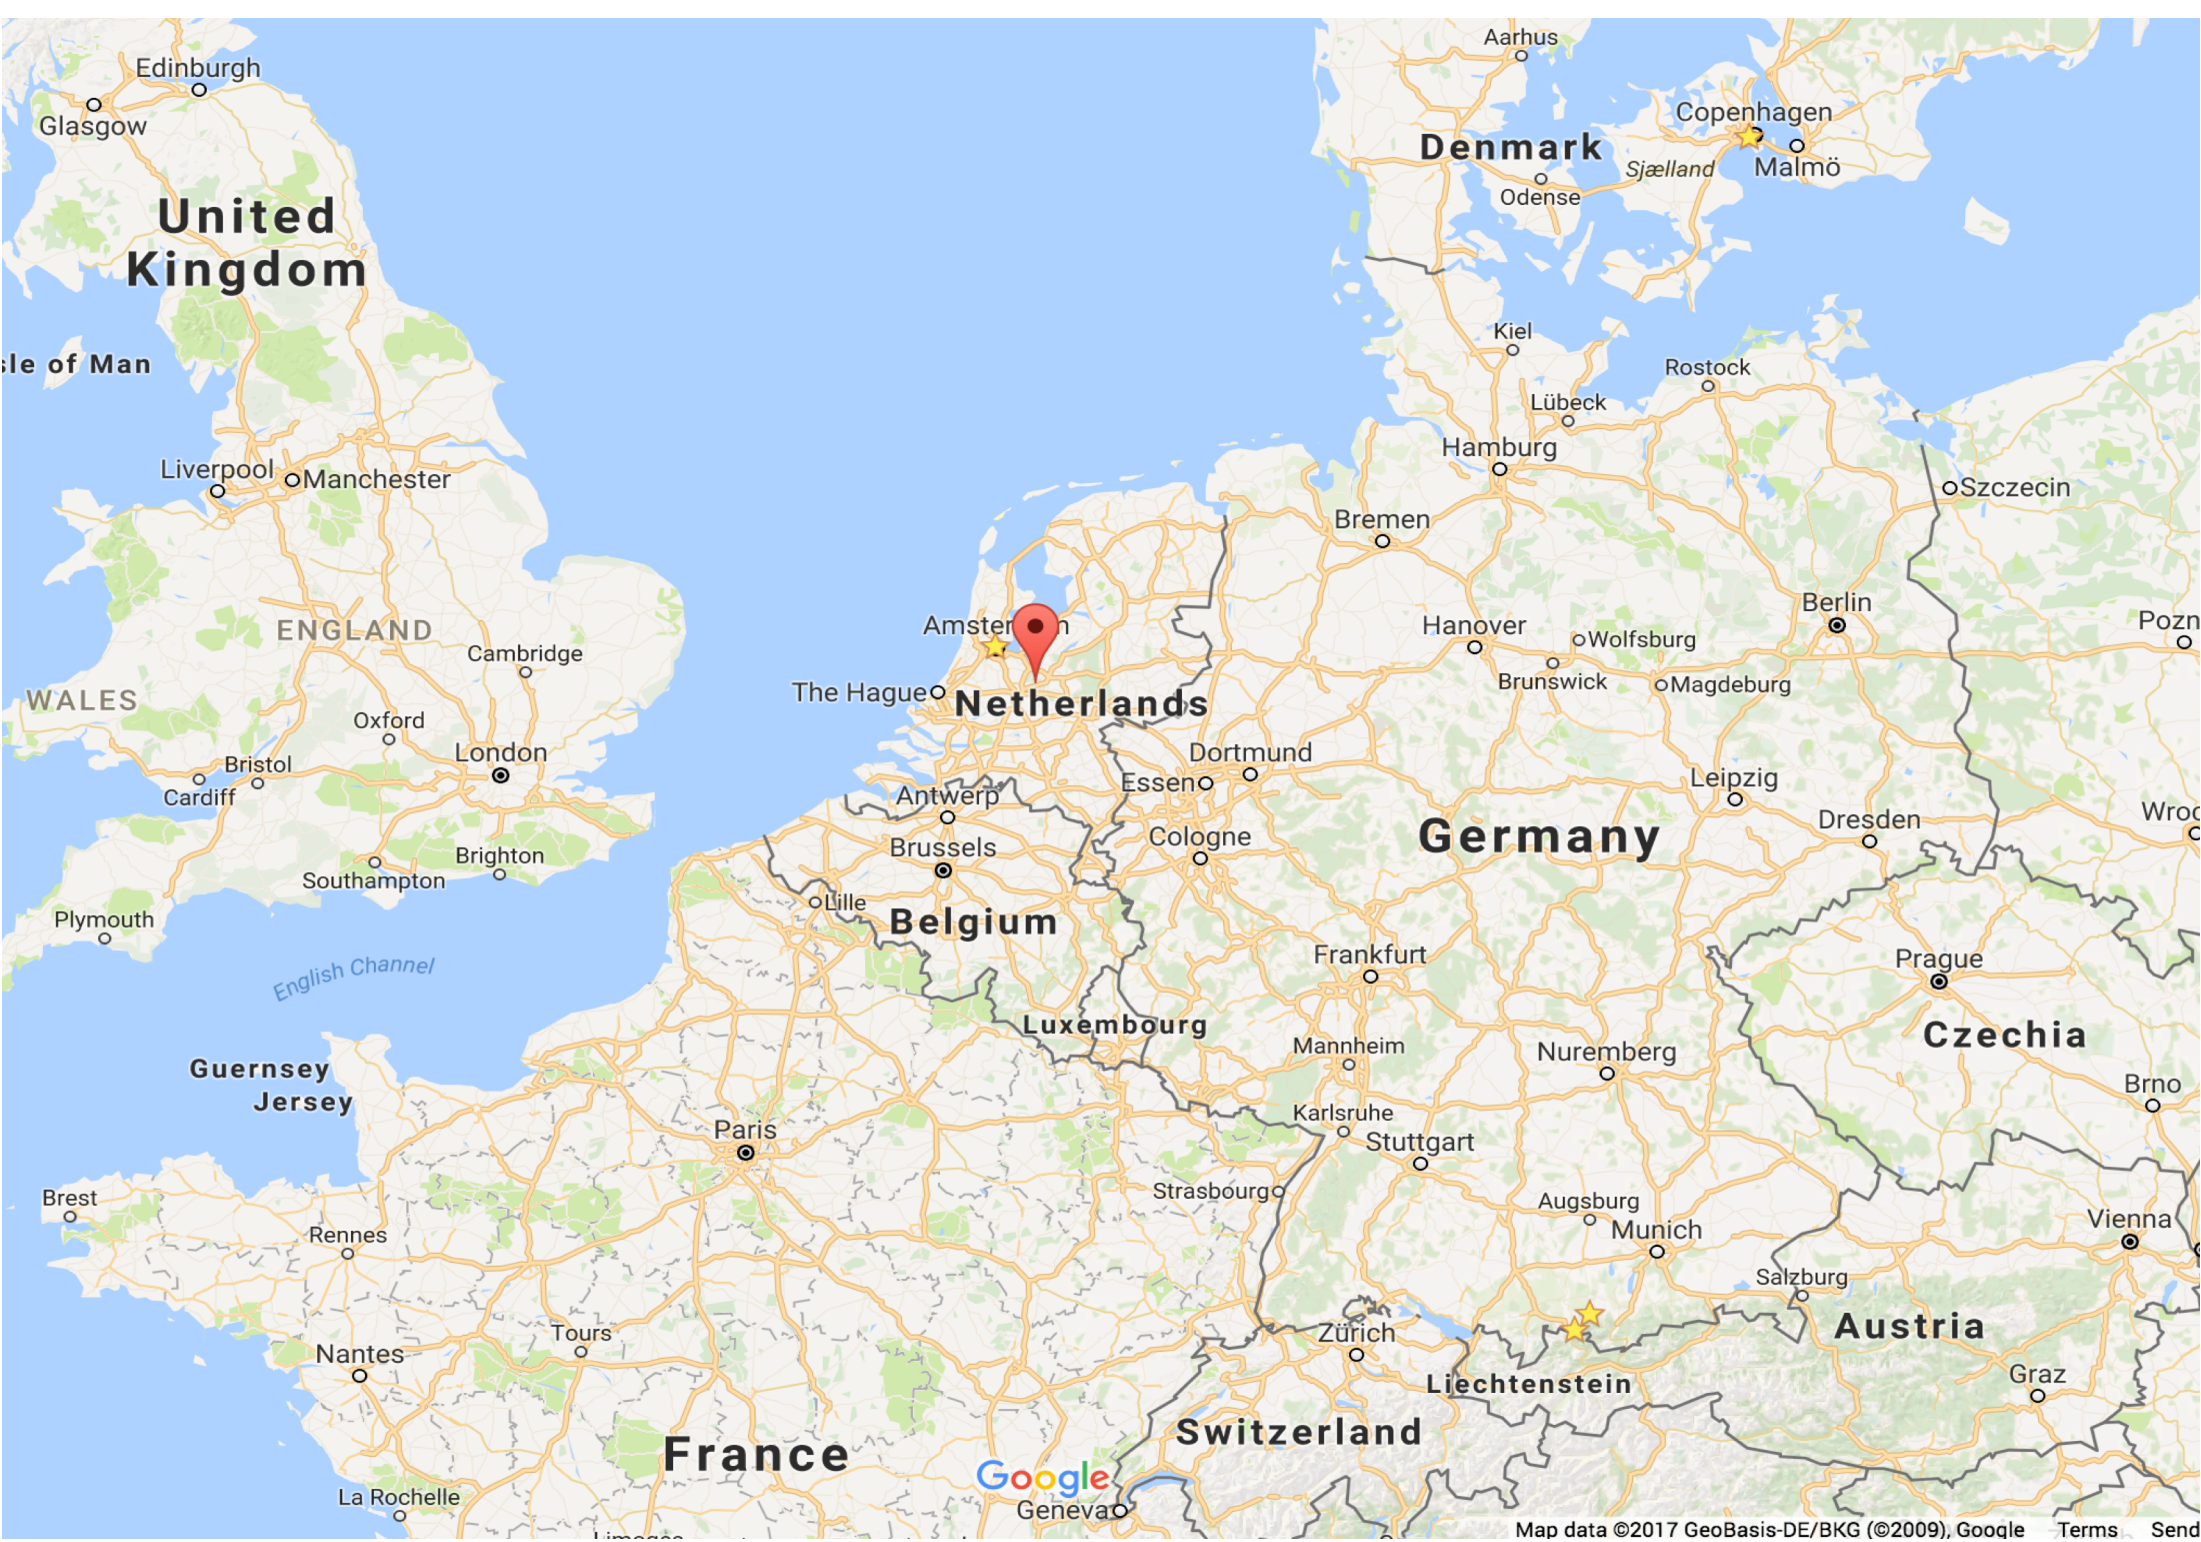 Aarhus
Edinburgh
Glasgow
Copenhagen
Denmark
Sjælland
Malmö
Odense
United
Kingdom
Kiel
sle of Man
Rostock
Lübeck
Hamburg
Liverpool
Manchester
Szczecin
Bremen
Berlin
ENGLAND
Hanover
Pozn
Wolfsburg
Cambridge
Brunswick
Magdeburg
The Hague
WALES
Netherlands
Oxford
London
Dortmund
Bristol
Cardiff
Essen
Leipzig
Antwerp
Wroc
Dresden
Cologne
Germany
Brussels
Brighton
Southampton
Lille
Plymouth
Belgium
Frankfurt
Prague
English Channel
Luxembourg
Czechia
Mannheim
Nuremberg
Guernsey
Jersey
Brno
Karlsruhe
Paris
Stuttgart
Strasbourg
Brest
Augsburg
Vienna
Munich
Rennes
Salzburg
Austria
Zürich
Tours
Nantes
Graz
Liechtenstein
Switzerland
France
Google
La Rochelle
Geneva
Map data ©2017 GeoBasis-DE/BKG (©2009), Google Terms Send